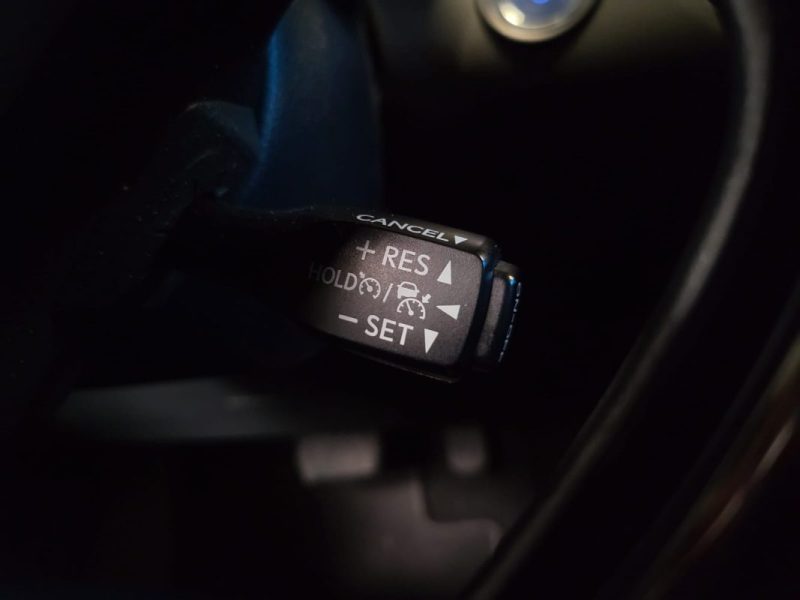 CANCEL▼
+ RES ▲
HOLD / ◀
− SET ▼